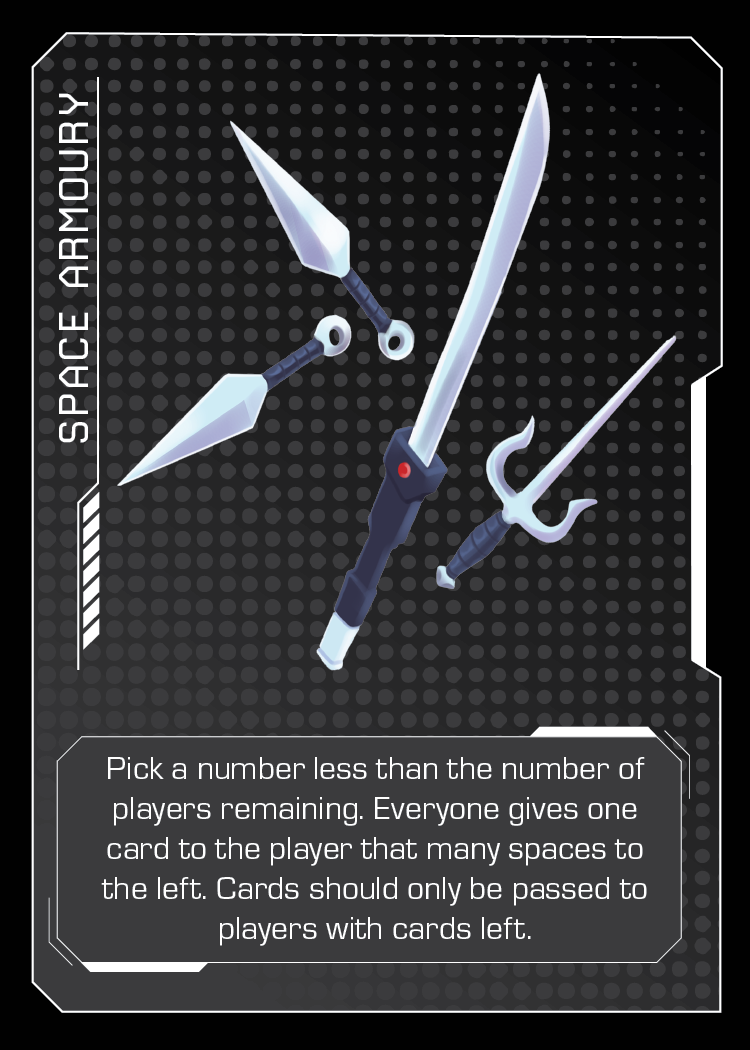 SPACE ARMOURY
Pick a number less than the number of
players remaining. Everyone gives one
card to the player that many spaces to
the left. Cards should only be passed to
players with cards left.